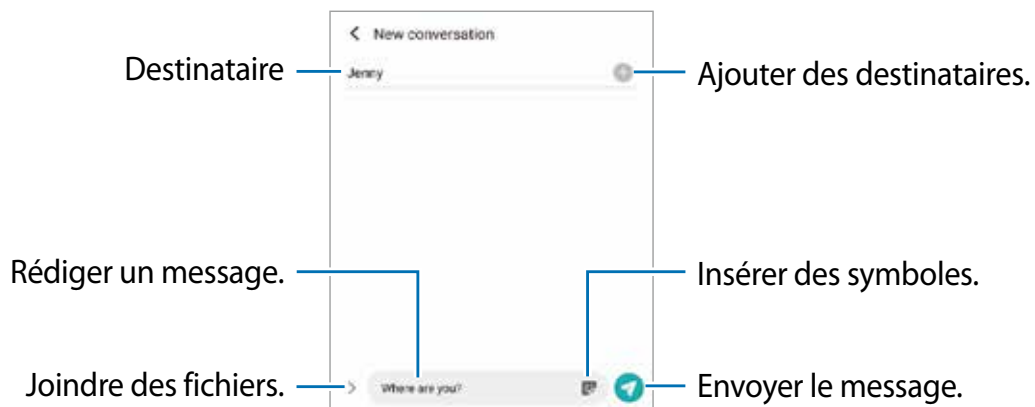 New conversation
Destinataire
Jenny
Ajouter des destinataires.
Rédiger un message.
Insérer des symboles.
Joindre des fichiers.
Where are you?
Envoyer le message.